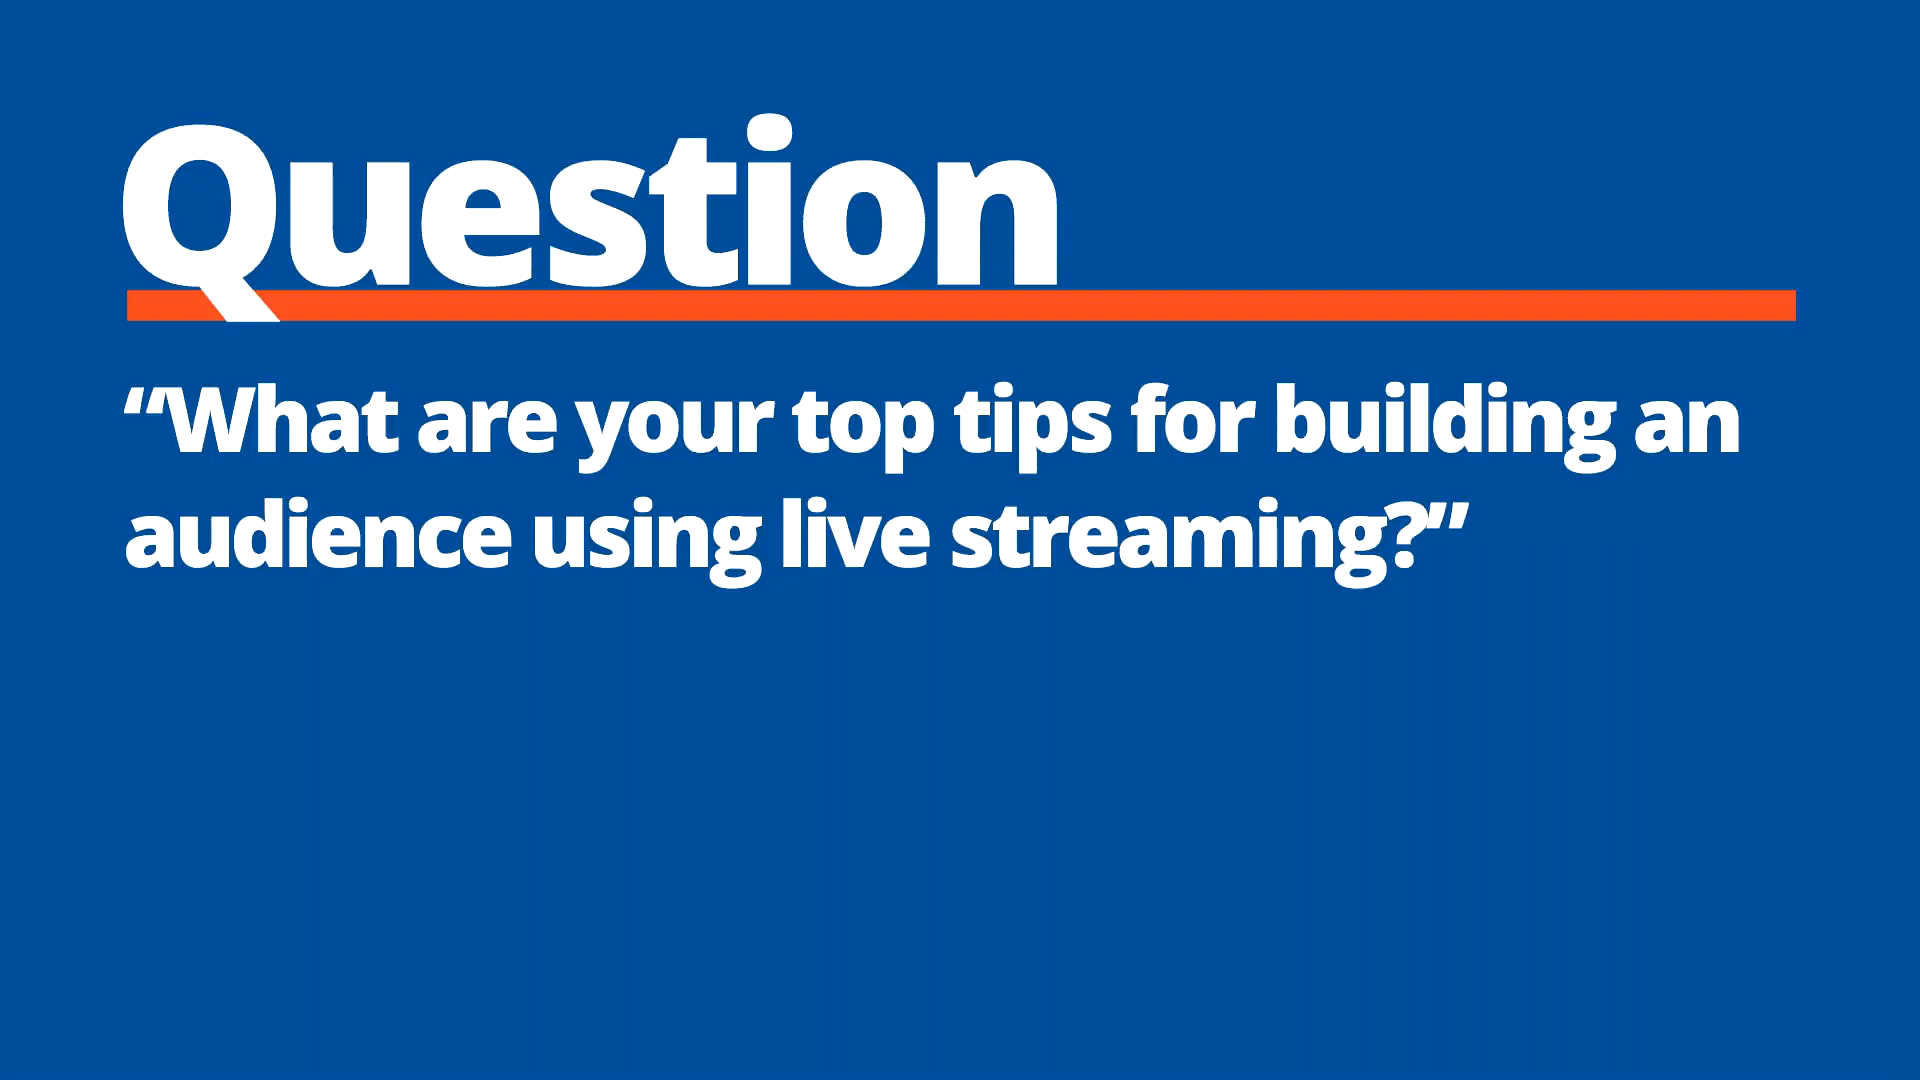 Question
“What are your top tips for building an
audience using live streaming?”